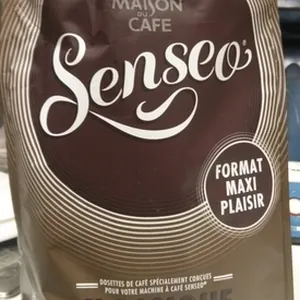 MAISON
DU
CAFÉ
Senseo®
FORMAT
MAXI
PLAISIR
DOSETTES DE CAFÉ SPÉCIALEMENT CONÇUES
POUR VOTRE MACHINE À CAFÉ SENSEO®